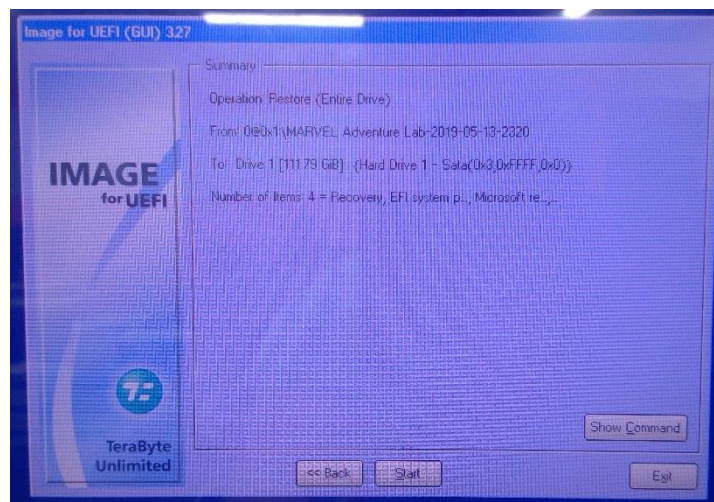 Image for UEFI (GUI) 3.27
Summary
Operation: Restore (Entire Drive)
From: 0@0x1:\MARVEL Adventure Lab-2019-05-13-2320
To: Drive 1 [111.79 GiB] - {Hard Drive 1 - Sata(0x3,0xFFFF,0x0)}
Number of Items: 4 = Recovery, EFI system p..., Microsoft re...,...
IMAGE
for UEFI
TeraByte
Unlimited
Show Command
<< Back
Start
Exit